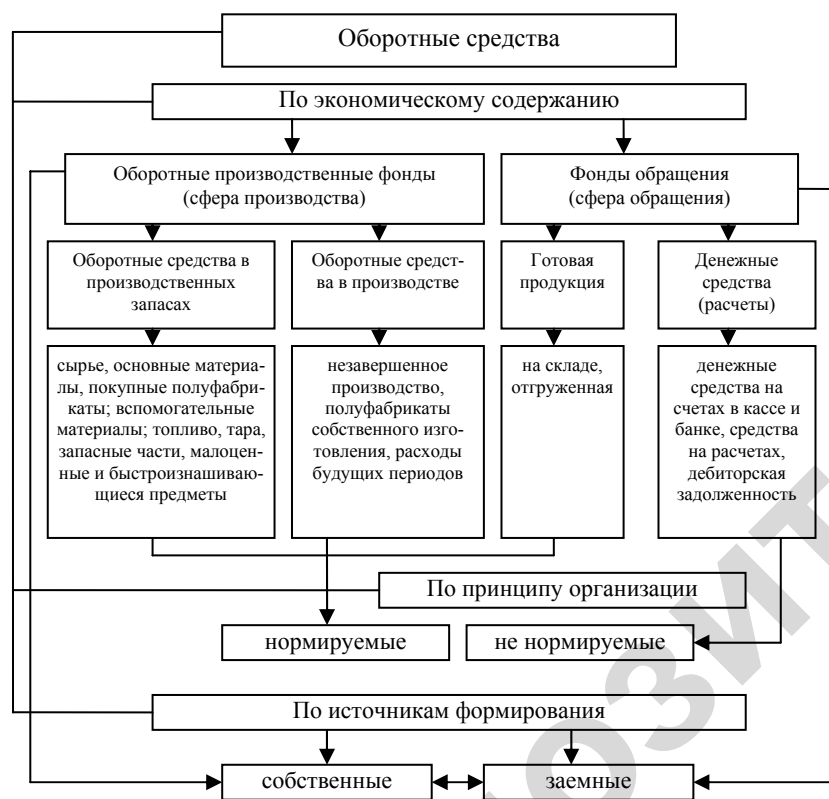 Оборотные средства
По экономическому содержанию
Оборотные производственные фонды
(сфера производства)
Фонды обращения
(сфера обращения)
Оборотные средства в
производственных
запасах
Оборотные средст-
ва в производстве
Готовая
продукция
Денежные
средства
(расчеты)
сырье, основные материа-
лы, покупные полуфабри-
каты; вспомогательные
материалы; топливо, тара,
запасные части, малоцен-
ные и быстроизнашиваю-
щиеся предметы
незавершенное
производство,
полуфабрикаты
собственного изго-
товления, расходы
будущих периодов
на складе,
отгруженная
денежные
средства на
счетах в кассе и
банке, средства
на расчетах,
дебиторская
задолженность
По принципу организации
нормируемые
не нормируемые
По источникам формирования
собственные
заемные